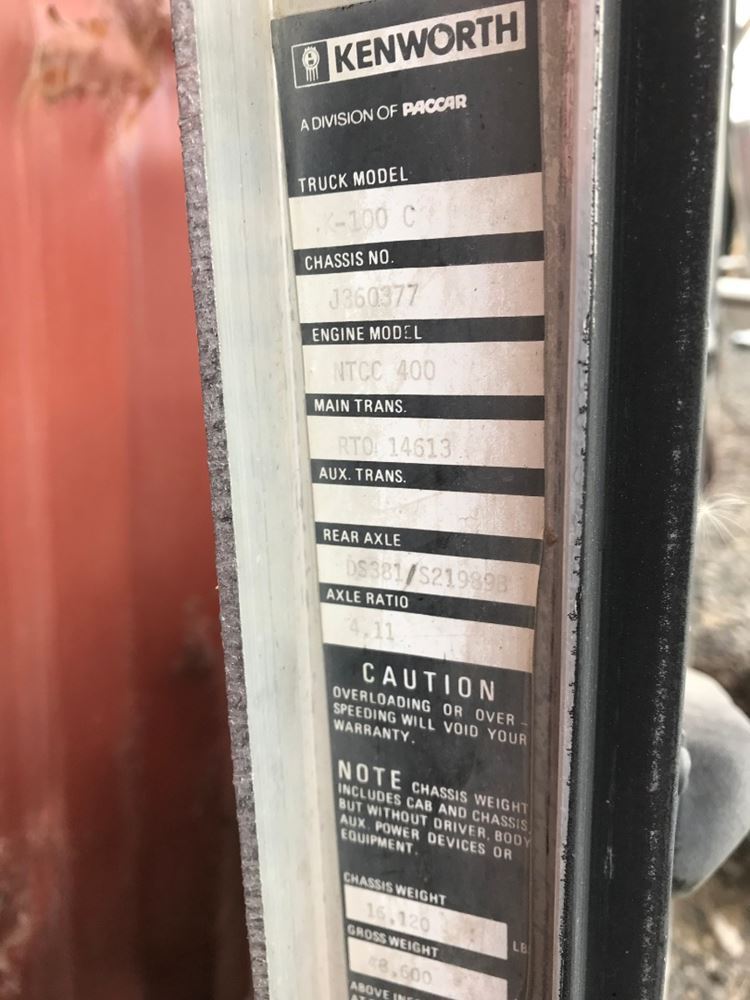 KENWORTH
A DIVISION OF PACCAR
TRUCK MODEL
K-100 C
CHASSIS NO.
J360377
ENGINE MODEL
NTCC 400
MAIN TRANS.
RTO 14613
AUX. TRANS.
REAR AXLE
DS381/S21989B
AXLE RATIO
4.11
CAUTION
OVERLOADING OR OVER-
SPEEDING WILL VOID YOUR
WARRANTY.
NOTE CHASSIS WEIGHT
INCLUDES CAB AND CHASSIS,
BUT WITHOUT DRIVER, BODY
AUX. POWER DEVICES OR
EQUIPMENT.
CHASSIS WEIGHT
16,120 LB
GROSS WEIGHT
48,600
ABOVE